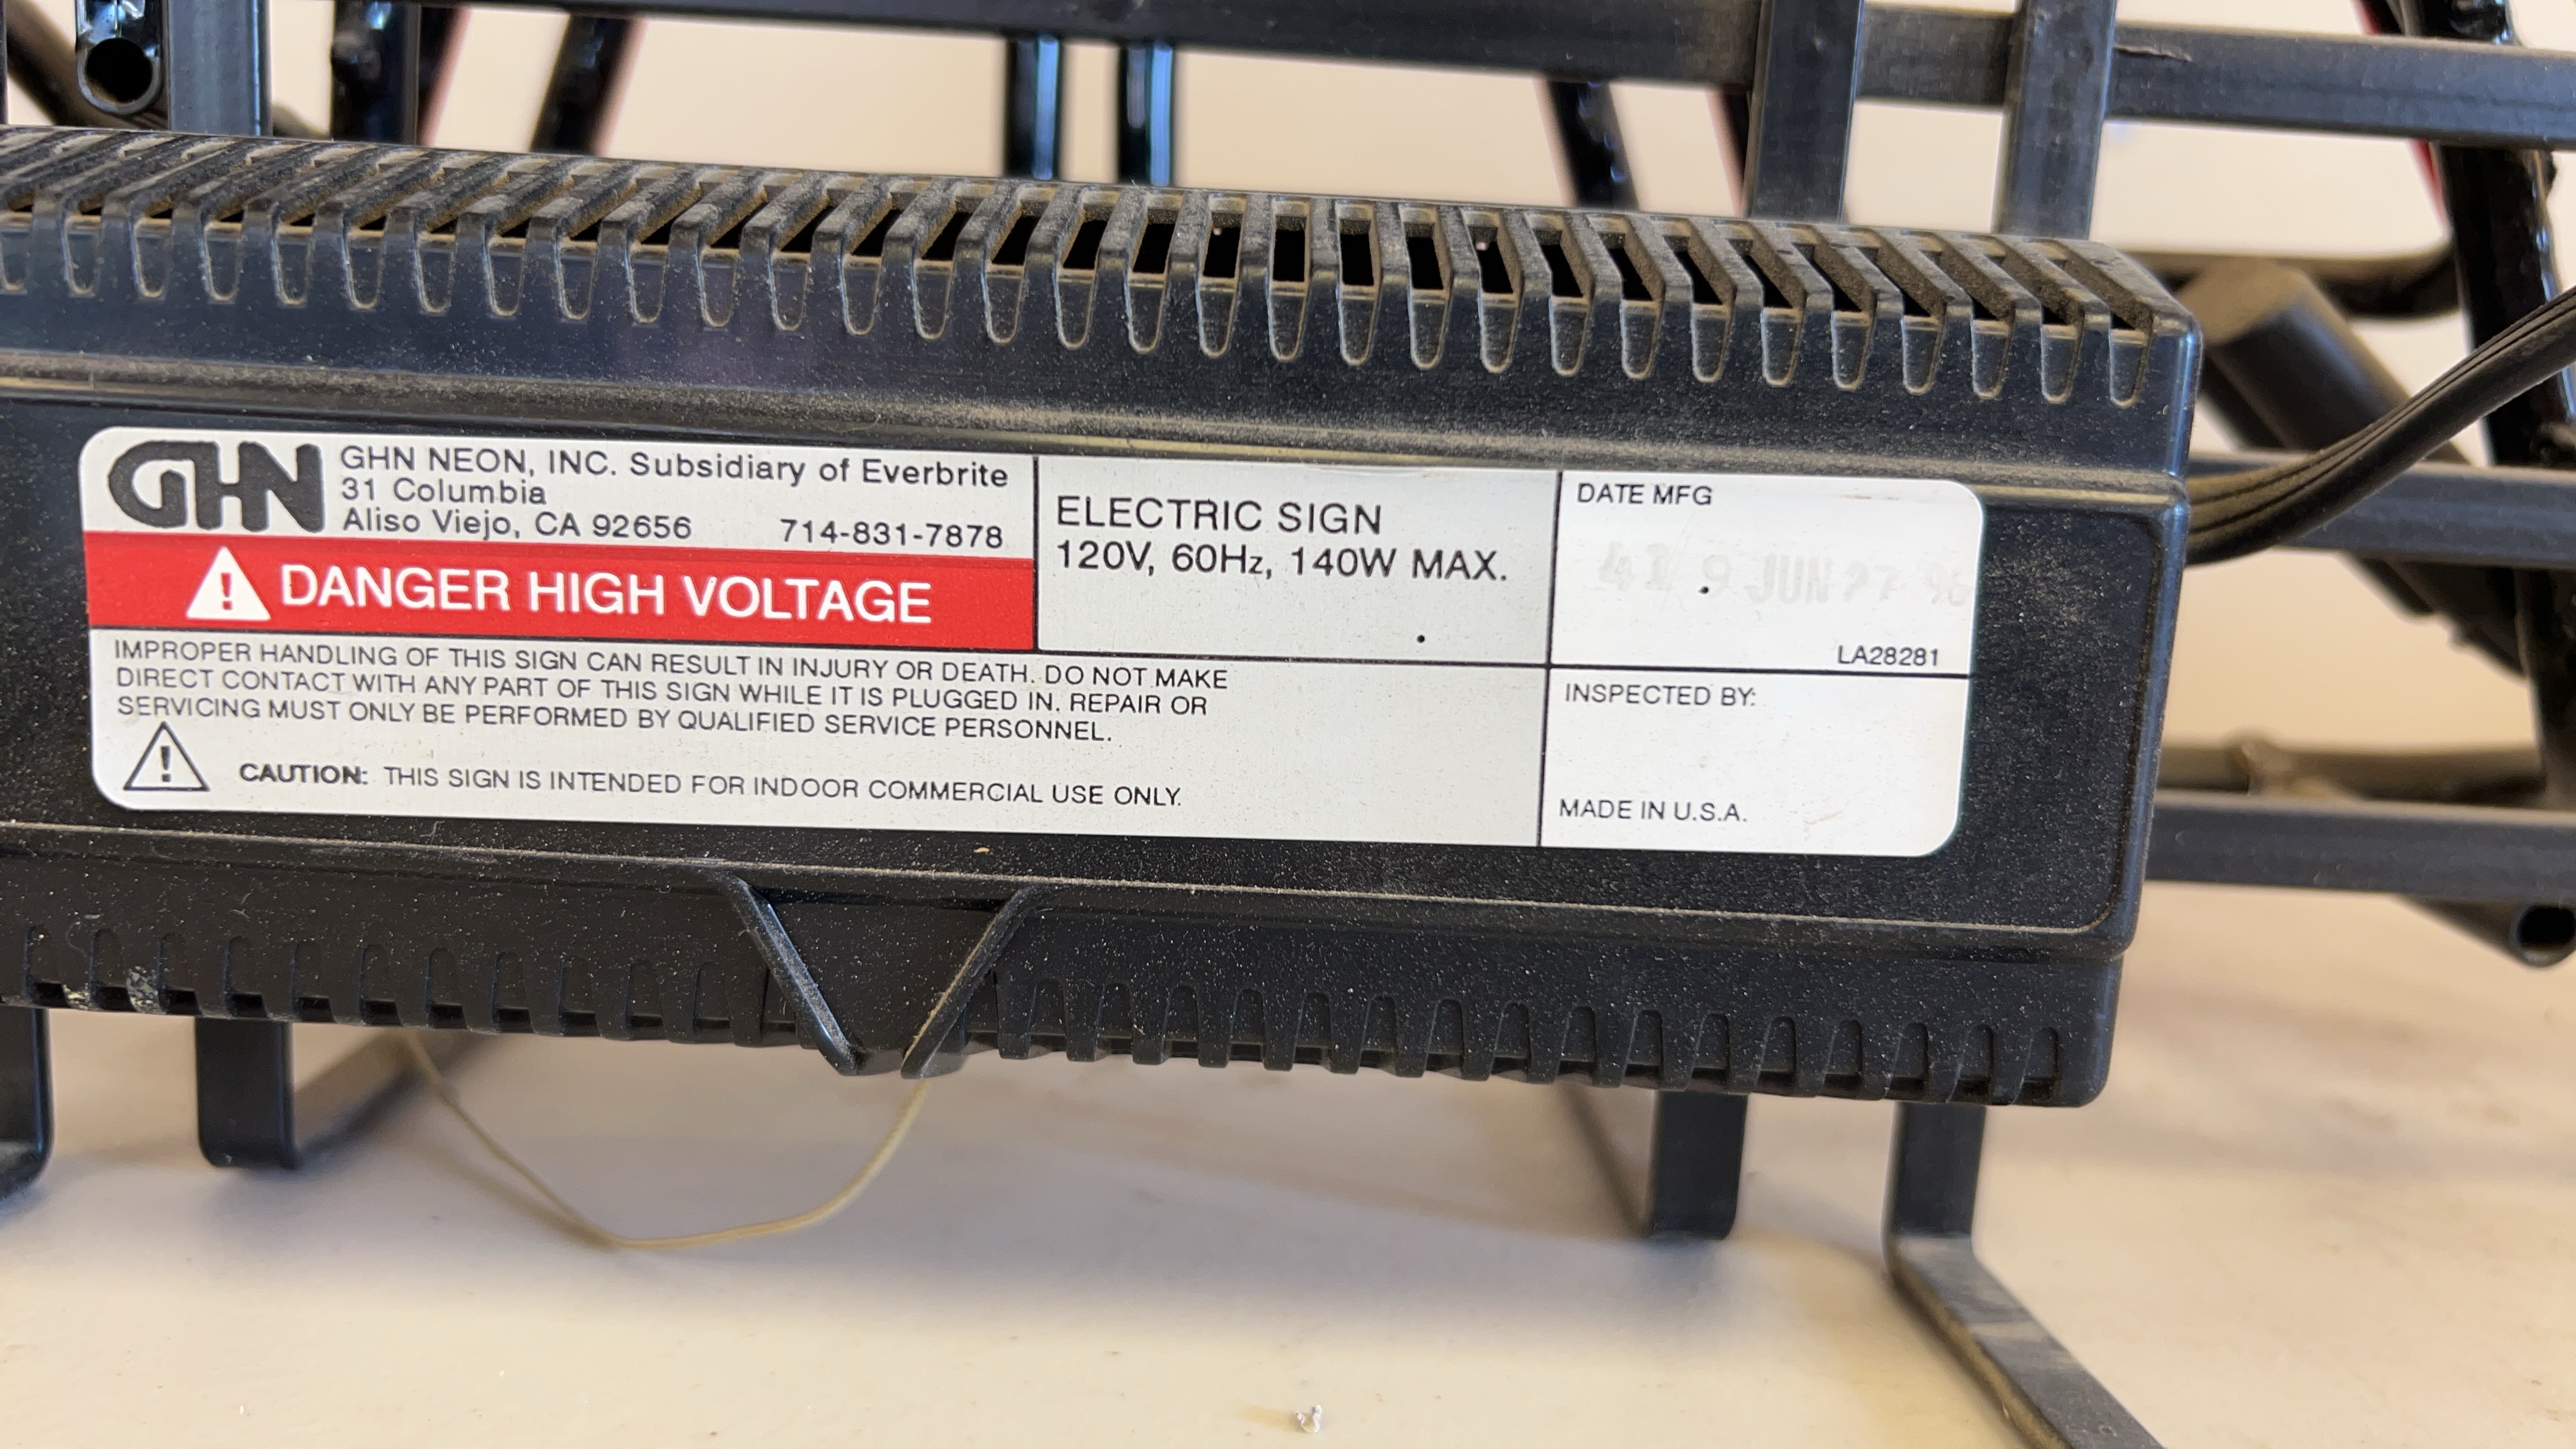 GHN
GHN NEON, INC. Subsidiary of Everbrite
31 Columbia
Aliso Viejo, CA 92656 714-831-7878
! DANGER HIGH VOLTAGE
ELECTRIC SIGN
120V, 60Hz, 140W MAX.
DATE MFG
JUN
LA28281
IMPROPER HANDLING OF THIS SIGN CAN RESULT IN INJURY OR DEATH. DO NOT MAKE
DIRECT CONTACT WITH ANY PART OF THIS SIGN WHILE IT IS PLUGGED IN. REPAIR OR
SERVICING MUST ONLY BE PERFORMED BY QUALIFIED SERVICE PERSONNEL.
! CAUTION: THIS SIGN IS INTENDED FOR INDOOR COMMERCIAL USE ONLY.
INSPECTED BY:
MADE IN U.S.A.